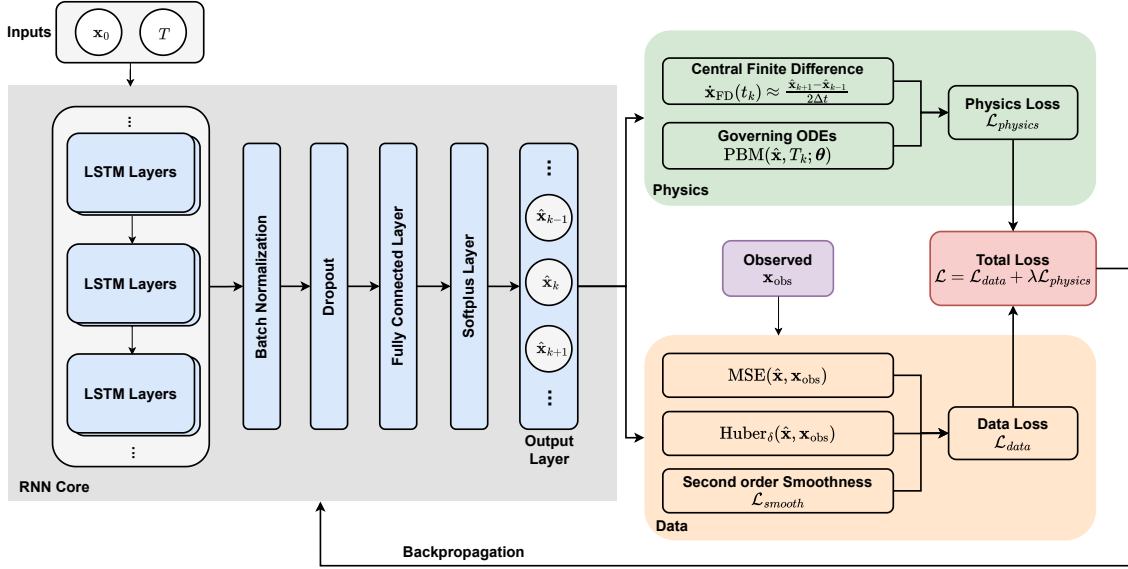 Inputs
x₀
T
⋮
LSTM Layers
LSTM Layers
LSTM Layers
⋮
RNN Core
Batch Normalization
Dropout
Fully Connected Layer
Softplus Layer
⋮
x̂ₖ₋₁
x̂ₖ
x̂ₖ₊₁
⋮
Output
Layer
Central Finite Difference
ẋ_FD(tₖ) ≈ (x̂ₖ₊₁ − x̂ₖ₋₁) / 2Δt
Governing ODEs
PBM(x̂, Tₖ; θ)
Physics
Physics Loss
ℒ_physics
Observed
x_obs
Total Loss
ℒ = ℒ_data + λℒ_physics
MSE(x̂, x_obs)
Huber_δ(x̂, x_obs)
Second order Smoothness
ℒ_smooth
Data
Data Loss
ℒ_data
Backpropagation